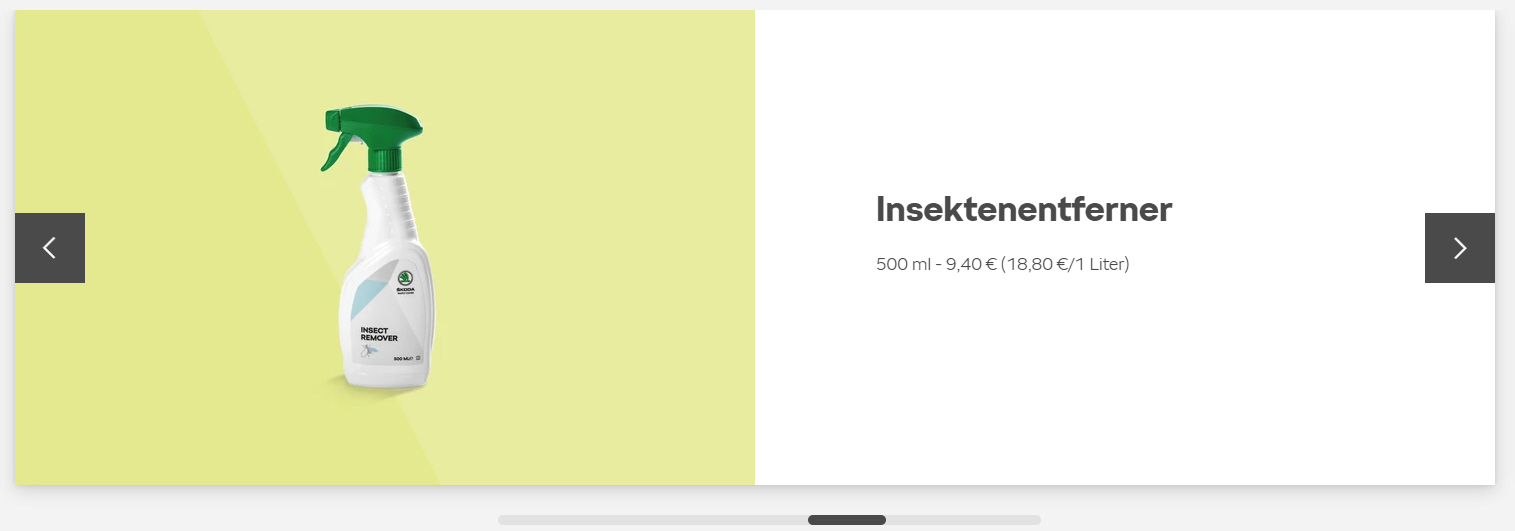 ŠKODA
INSECT
REMOVER
500 ML℮
Insektenentferner
500 ml - 9,40 € (18,80 €/1 Liter)